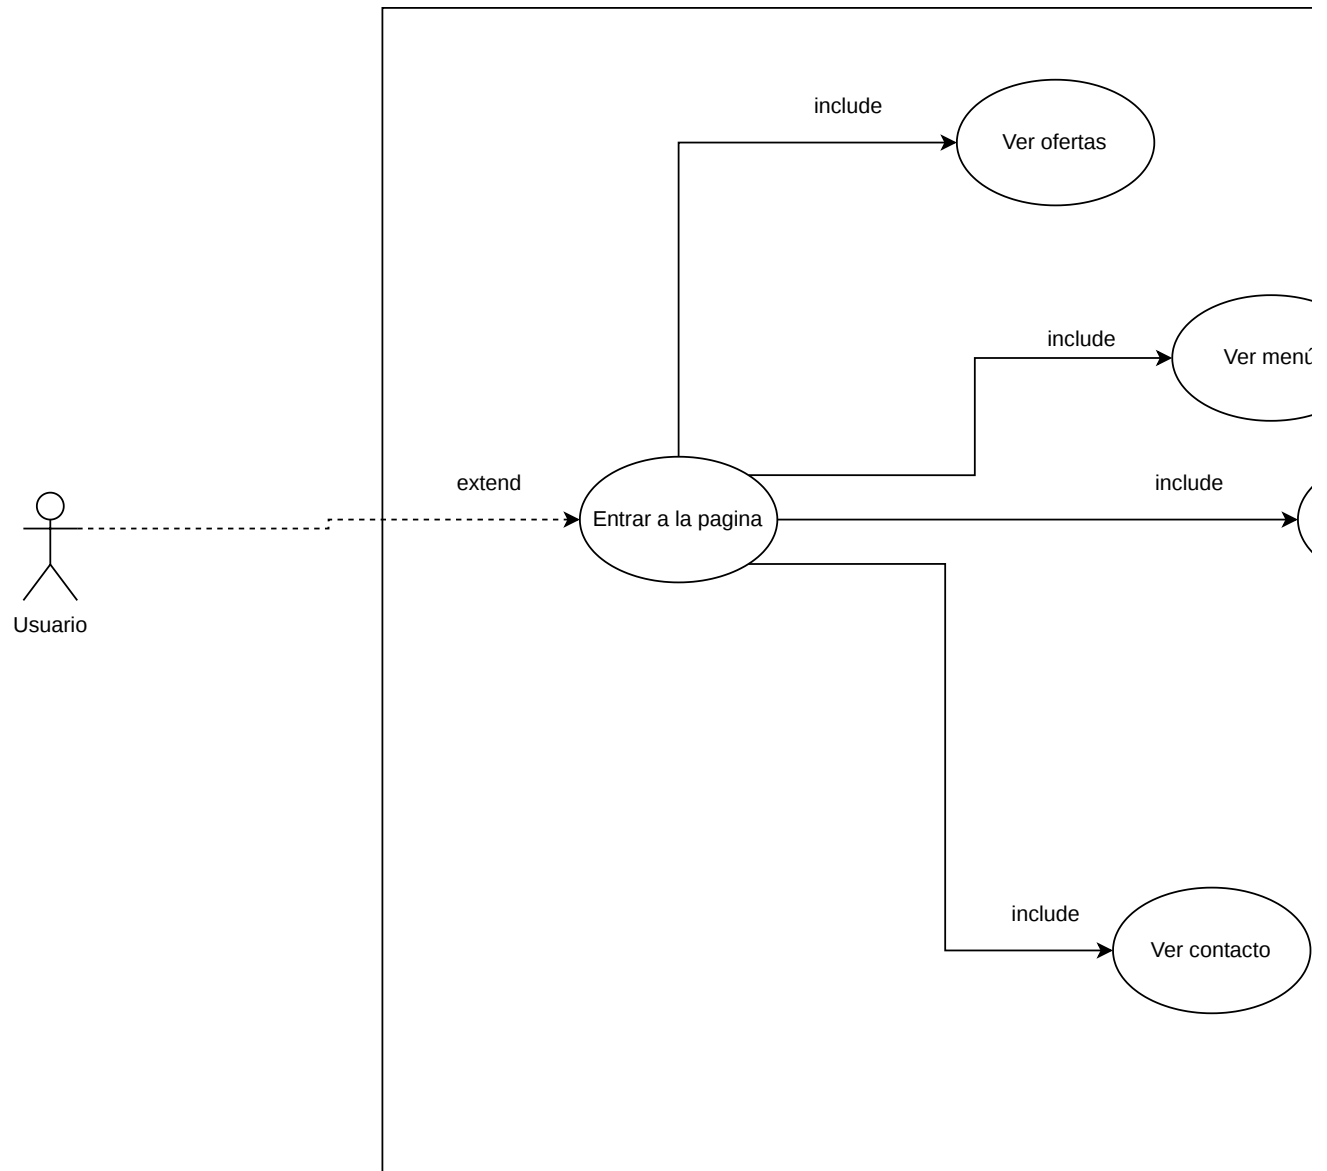 include
Ver ofertas
include
Ver menú
extend
include
Entrar a la pagina
Usuario
include
Ver contacto